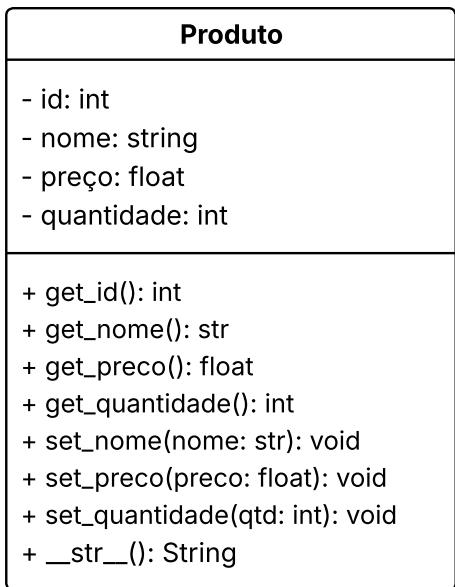 Produto
- id: int
- nome: string
- preço: float
- quantidade: int
+ get_id(): int
+ get_nome(): str
+ get_preco(): float
+ get_quantidade(): int
+ set_nome(nome: str): void
+ set_preco(preco: float): void
+ set_quantidade(qtd: int): void
+ __str__(): String